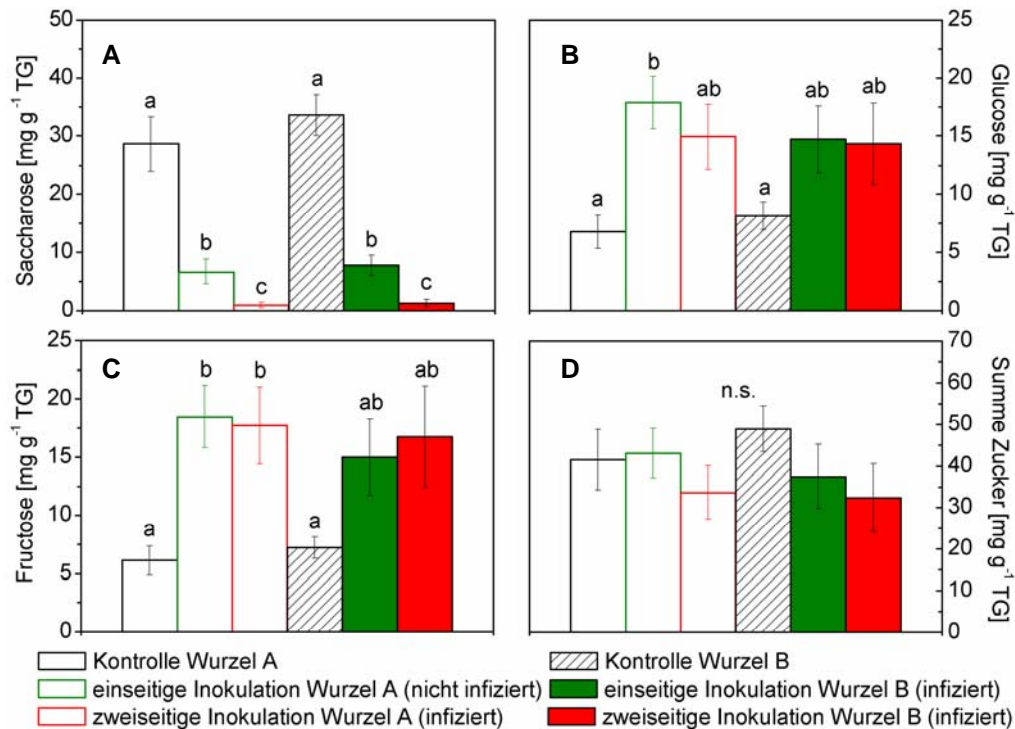 A
Saccharose [mg g⁻¹ TG]
50
40
30
20
10
0
a
b
c
a
b
c
B
Glucose [mg g⁻¹ TG]
25
20
15
10
5
0
a
b
ab
a
ab
ab
C
Fructose [mg g⁻¹ TG]
25
20
15
10
5
0
a
b
b
a
ab
ab
D
Summe Zucker [mg g⁻¹ TG]
70
60
50
40
30
20
10
0
n.s.
Kontrolle Wurzel A
Kontrolle Wurzel B
einseitige Inokulation Wurzel A (nicht infiziert)
einseitige Inokulation Wurzel B (infiziert)
zweiseitige Inokulation Wurzel A (infiziert)
zweiseitige Inokulation Wurzel B (infiziert)